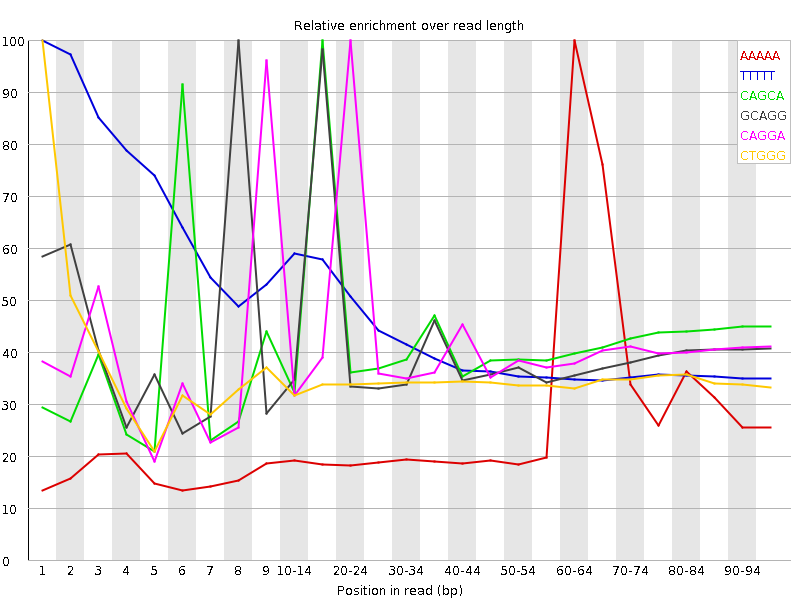 Relative enrichment over read length
100
90
80
70
60
50
40
30
20
10
0
AAAAA
TTTTT
CAGCA
GCAGG
CAGGA
CTGGG
1 2 3 4 5 6 7 8 9 10-14 20-24 30-34 40-44 50-54 60-64 70-74 80-84 90-94
Position in read (bp)